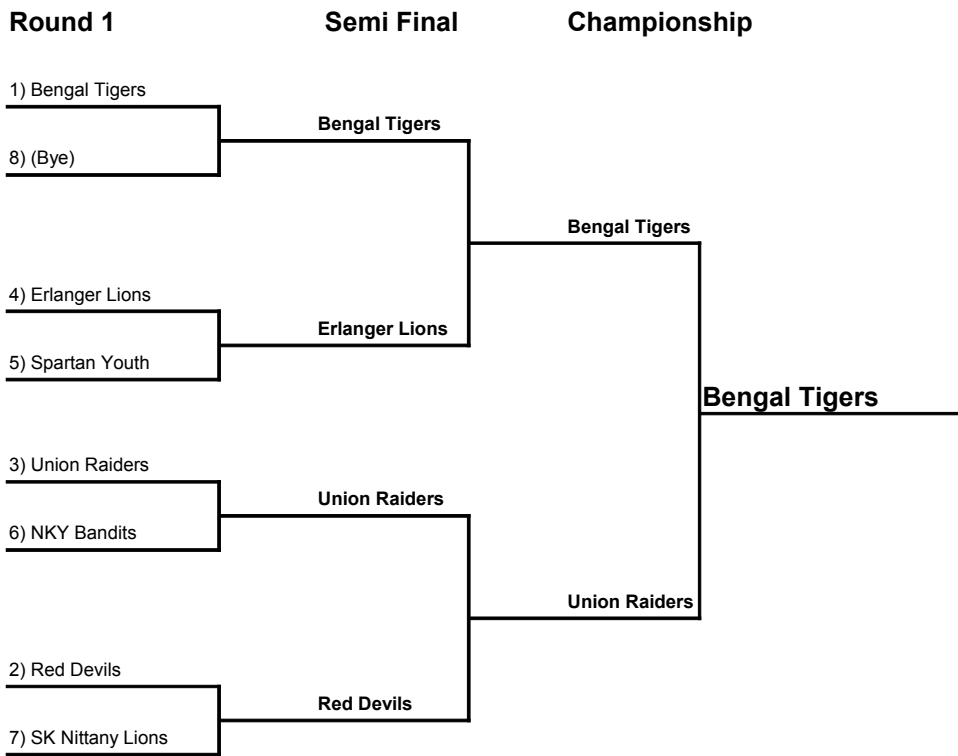 Round 1 Semi Final Championship
1) Bengal Tigers
Bengal Tigers
8) (Bye)
Bengal Tigers
4) Erlanger Lions
Erlanger Lions
5) Spartan Youth
Bengal Tigers
3) Union Raiders
Union Raiders
6) NKY Bandits
Union Raiders
2) Red Devils
Red Devils
7) SK Nittany Lions